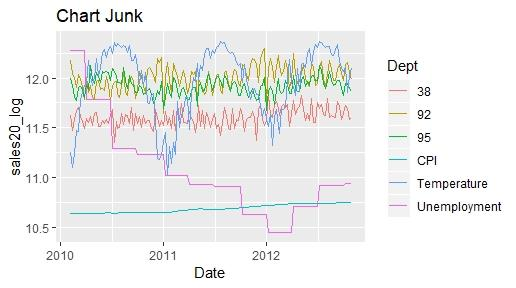 Chart Junk
sales20_log
12.0
11.5
11.0
10.5
2010
2011
2012
Date
Dept
38
92
95
CPI
Temperature
Unemployment